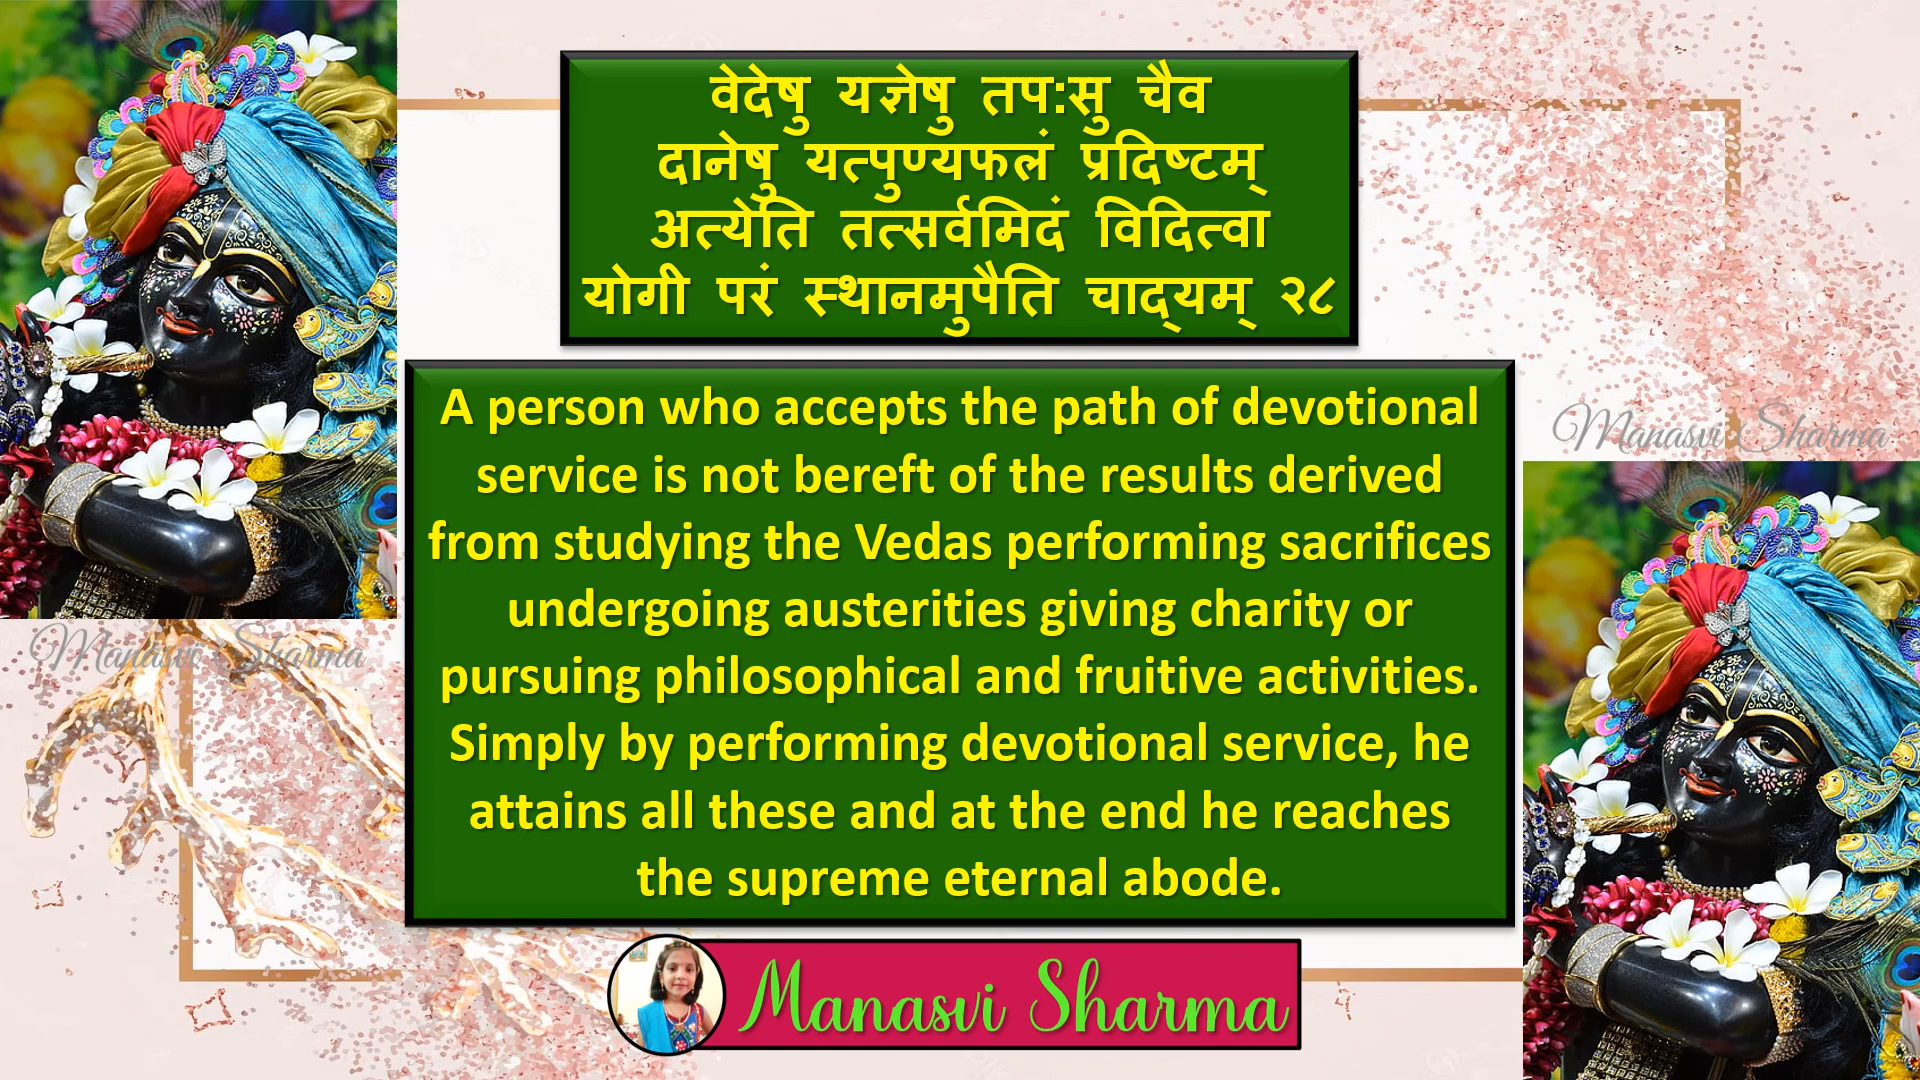 वेदेषु यज्ञेषु तप:सु चैव
दानेषु यत्पुण्यफलं प्रदिष्टम्
अत्येति तत्सर्वमिदं विदित्वा
योगी परं स्थानमुपैति चाद्यम् २८
A person who accepts the path of devotional
service is not bereft of the results derived
from studying the Vedas performing sacrifices
undergoing austerities giving charity or
pursuing philosophical and fruitive activities.
Simply by performing devotional service, he
attains all these and at the end he reaches
the supreme eternal abode.
Manasvi Sharma
Manasvi Sharma
Manasvi Sharma